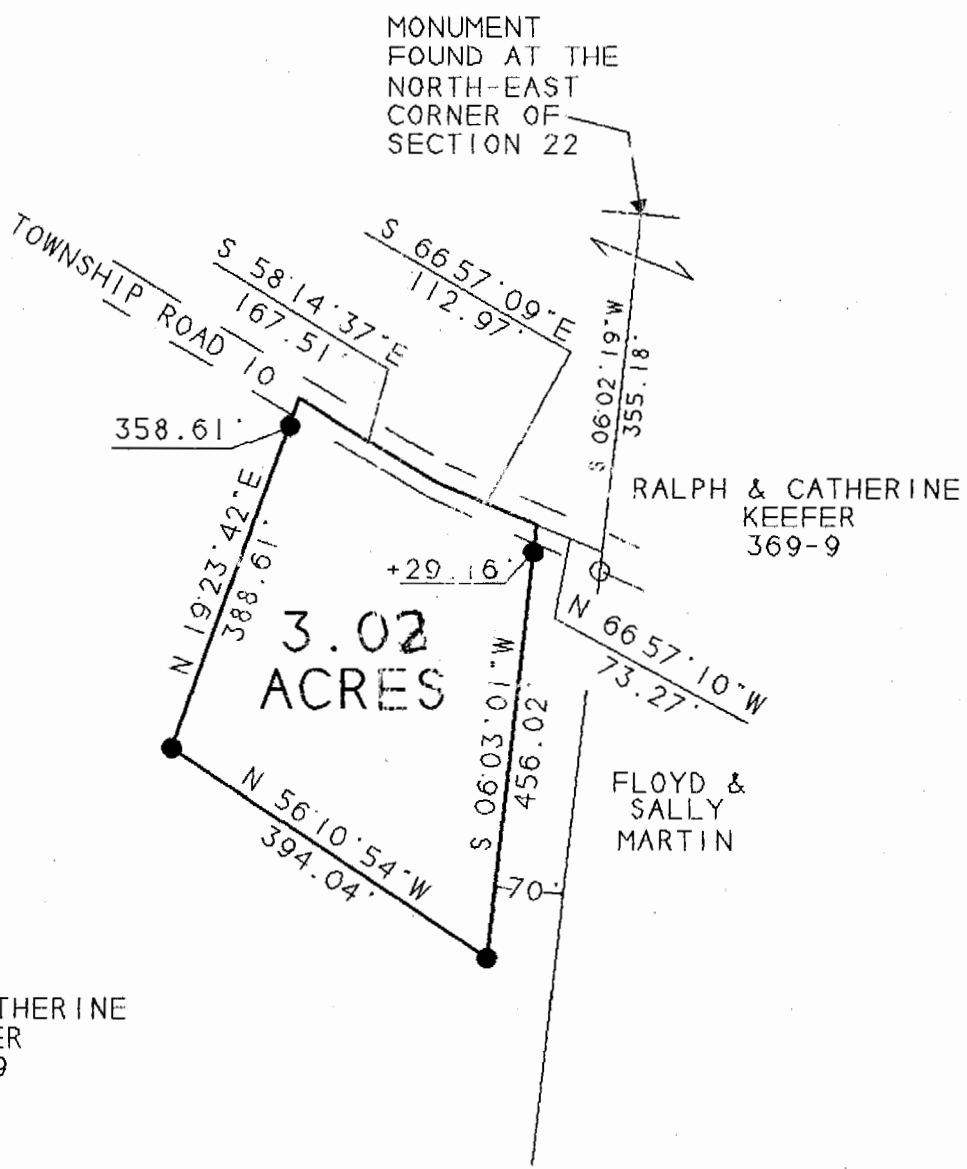 MONUMENT
FOUND AT THE
NORTH-EAST
CORNER OF
SECTION 22
TOWNSHIP ROAD 10
S 58°14'37"E
167.51'
S 66°57'09"E
112.97'
S 06°02'19"W
355.18'
358.61'
RALPH & CATHERINE
KEEFER
369-9
N 19°23'42"E
388.61'
+29.16'
3.02
ACRES
N 66°57'10"W
73.27'
S 06°03'01"W
456.02'
FLOYD &
SALLY
MARTIN
N 56°10'54"W
394.04'
70'
THERINE
ER
9